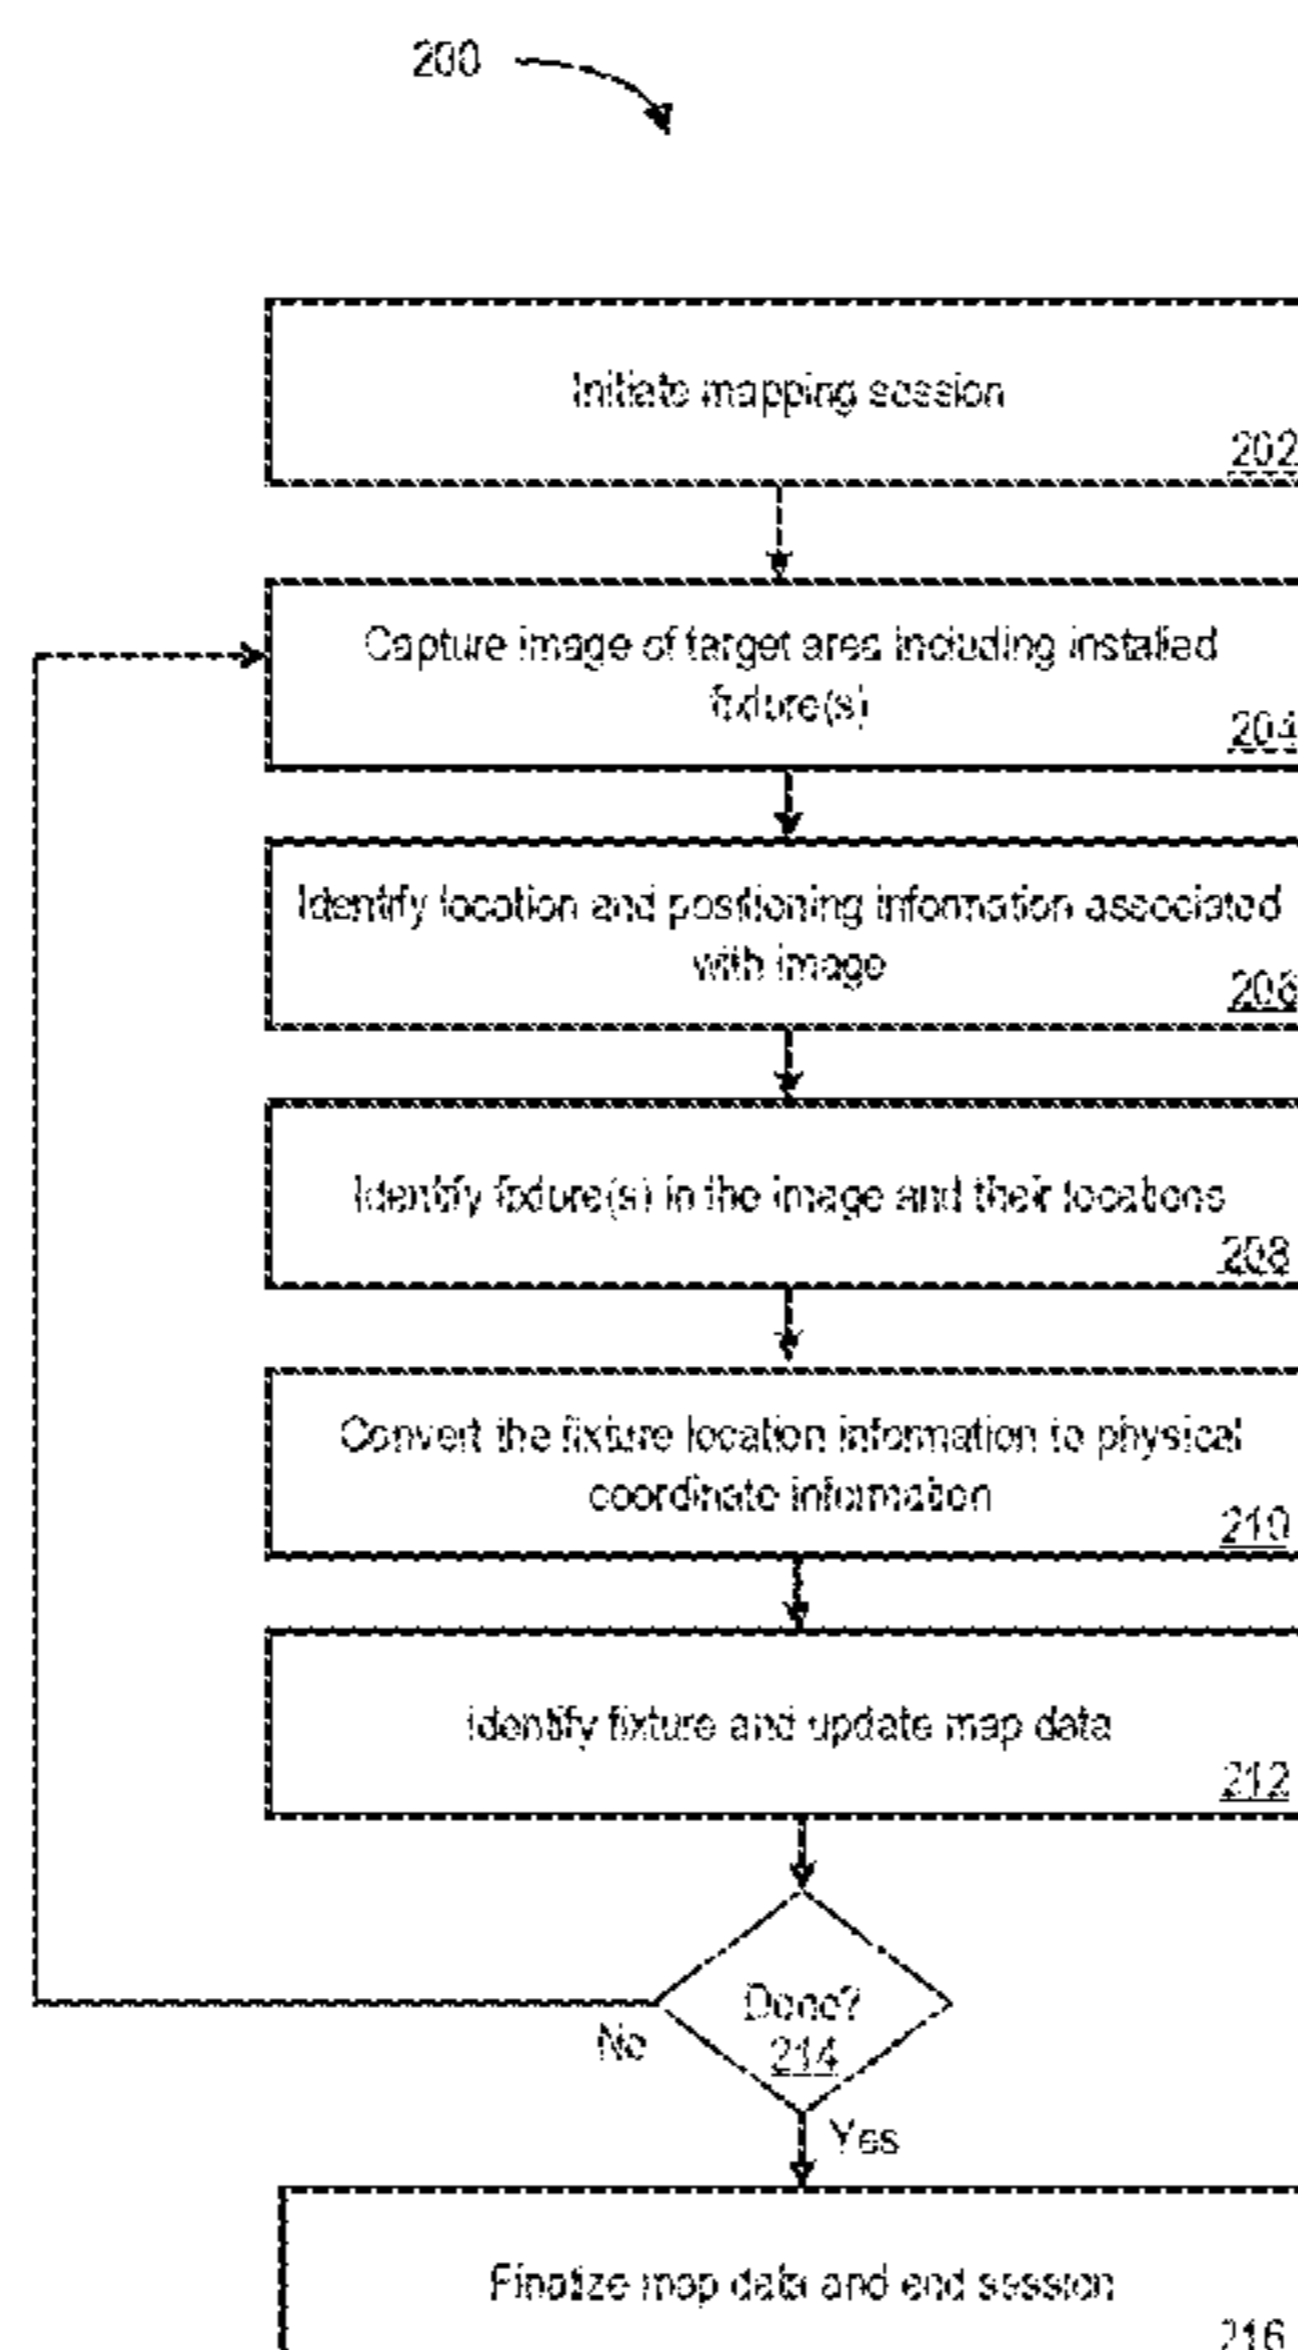 200
Initiate mapping session
202
Capture image of target area including installed
fixture(s)
204
Identify location and positioning information associated
with image
206
Identify fixture(s) in the image and their locations
208
Convert the fixture location information to physical
coordinate information
210
Identify fixture and update map data
212
Done?
214
No
Yes
Finalize map data and end session
216